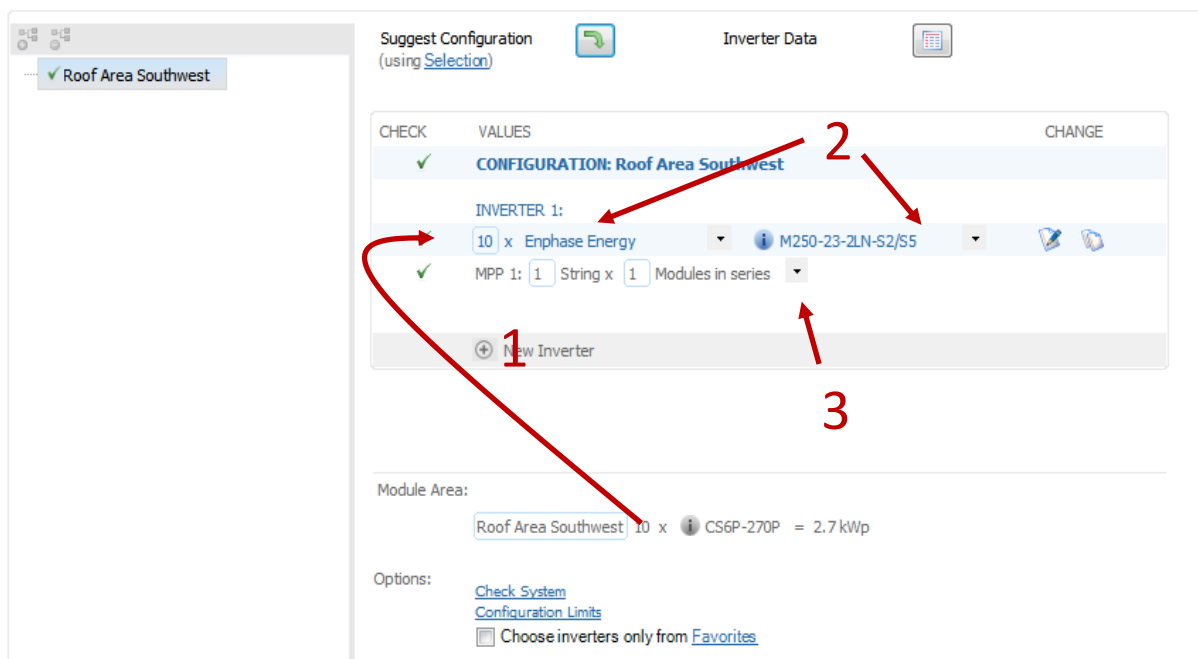 Suggest Configuration
(using Selection)
Inverter Data
Roof Area Southwest
CHECK VALUES CHANGE
2
CONFIGURATION: Roof Area Southwest
INVERTER 1:
10 x Enphase Energy M250-23-2LN-S2/S5
MPP 1: 1 String x 1 Modules in series
1
New Inverter
3
Module Area:
Roof Area Southwest 10 x CS6P-270P = 2.7 kWp
Options:
Check System
Configuration Limits
Choose inverters only from Favorites